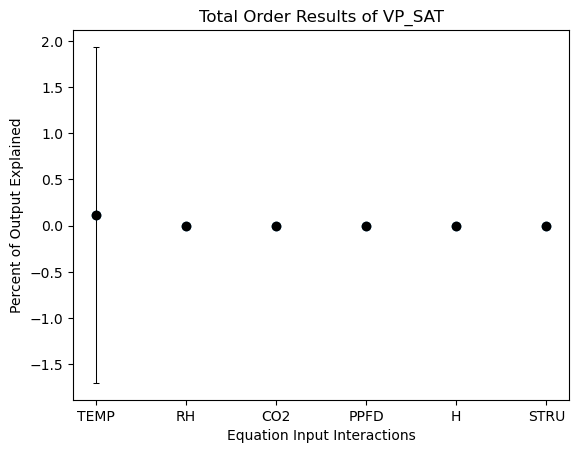 Total Order Results of VP_SAT
Percent of Output Explained
2.0
1.5
1.0
0.5
0.0
−0.5
−1.0
−1.5
TEMP RH CO2 PPFD H STRU
Equation Input Interactions